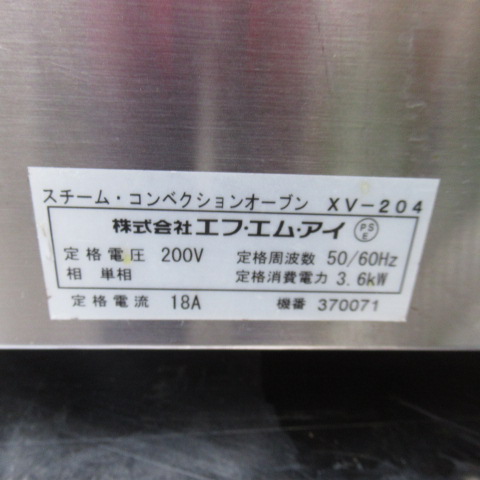 スチーム・コンベクションオーブン XV-204
株式会社エフ・エム・アイ PSE
定格電圧 200V 定格周波数 50/60Hz
相 単相 定格消費電力 3.6kW
定格電流 18A 機番 370071